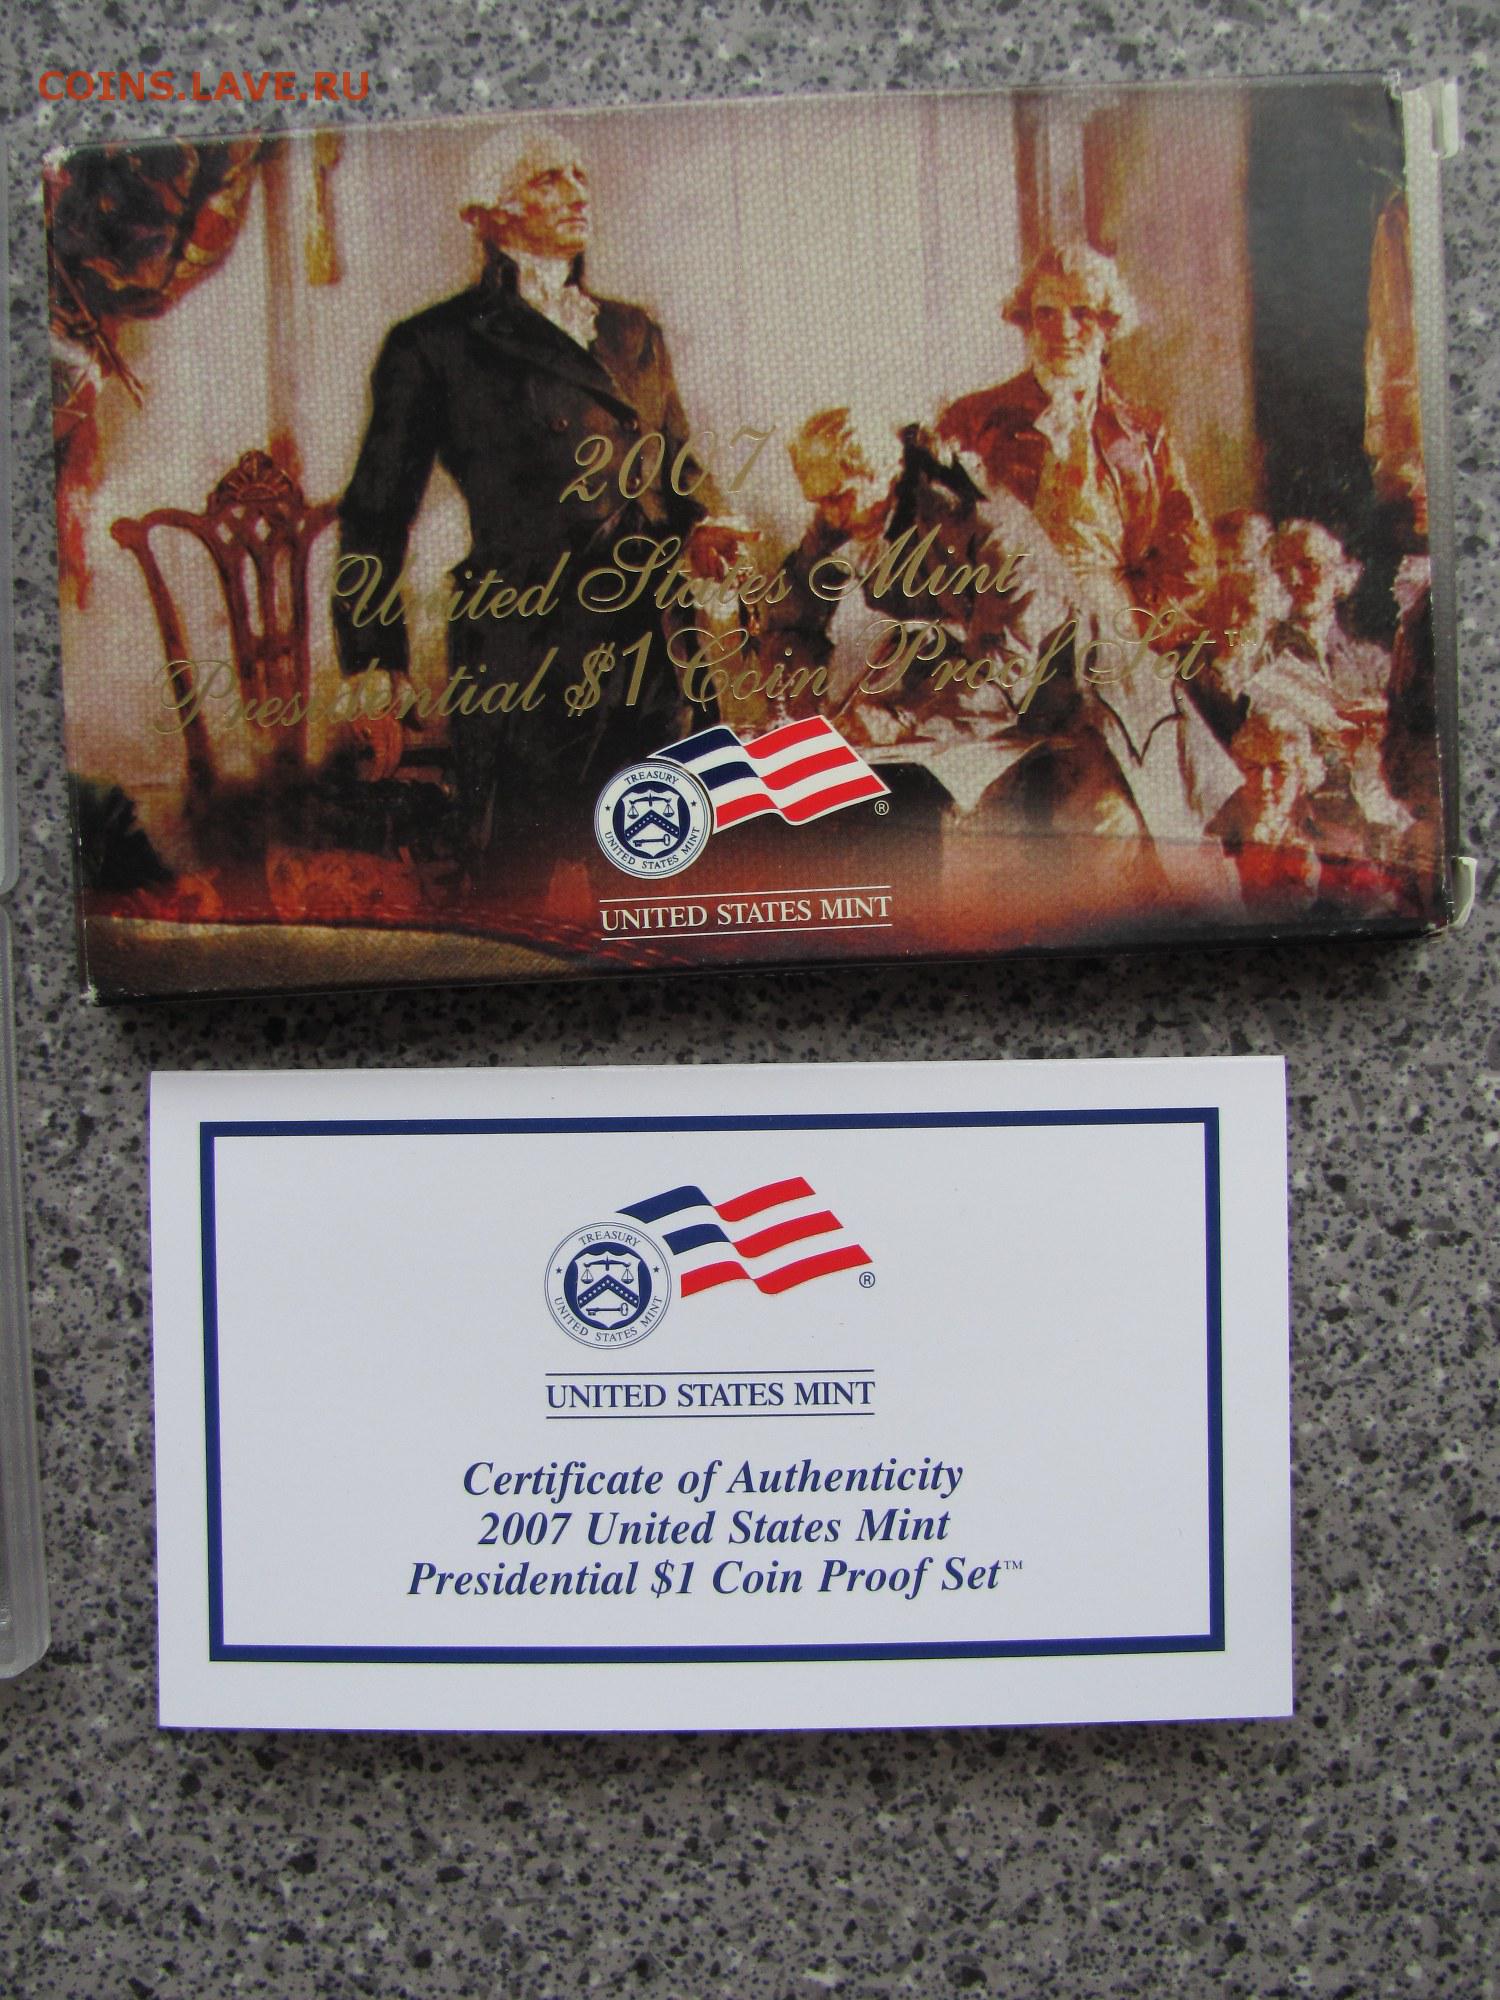 COINS.LAVE.RU
2007
United States Mint
Presidential $1 Coin Proof Set™
TREASURY
UNITED STATES MINT
®
UNITED STATES MINT
TREASURY
UNITED STATES MINT
®
UNITED STATES MINT
Certificate of Authenticity
2007 United States Mint
Presidential $1 Coin Proof Set™